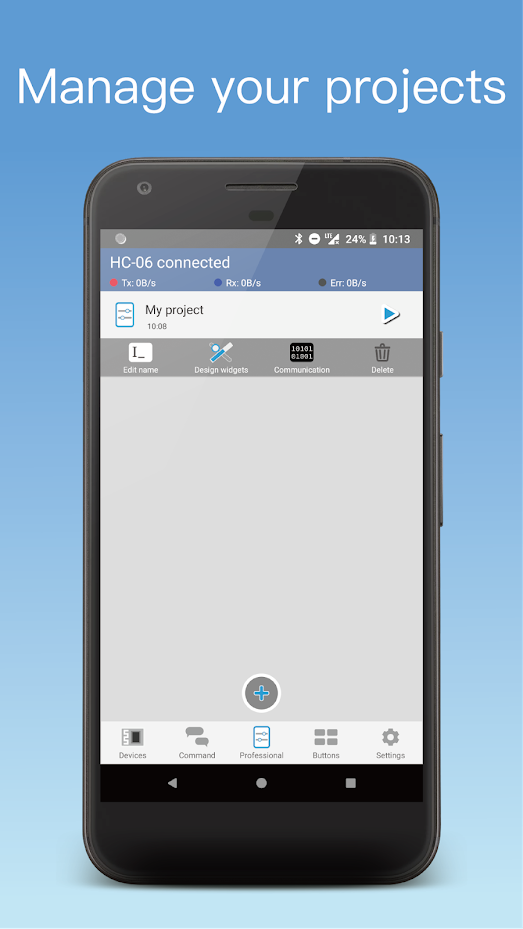 Manage your projects
LTE 24% 10:13
HC-06 connected
Tx: 0B/s Rx: 0B/s Err: 0B/s
My project
10:08
I_ 10101
01001
Edit name Design widgets Communication Delete
Devices Command Professional Buttons Settings